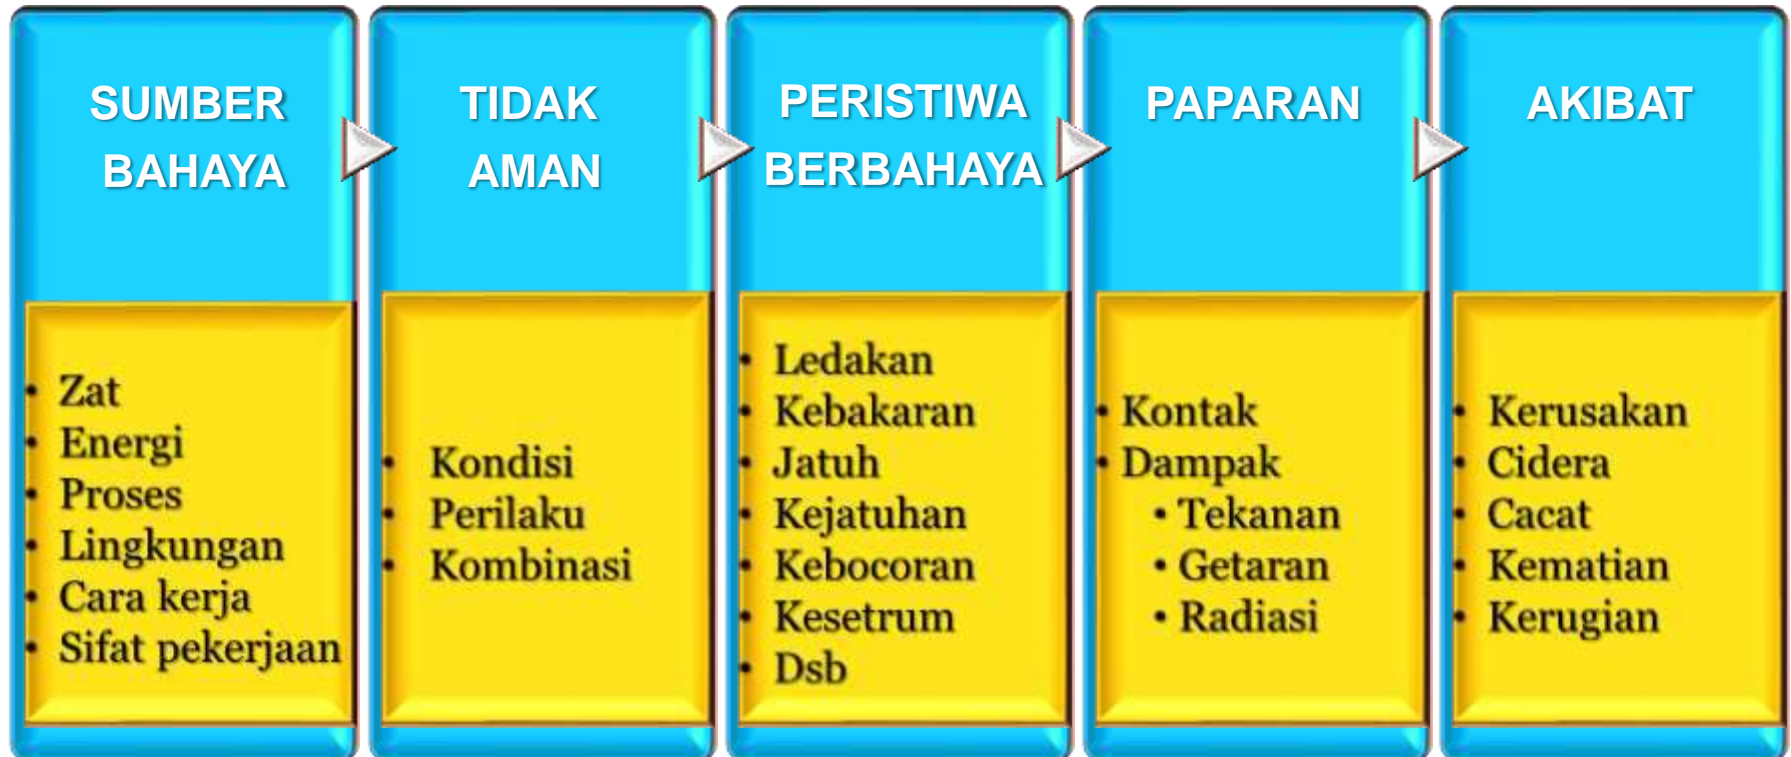 SUMBER
BAHAYA
• Zat
• Energi
• Proses
• Lingkungan
• Cara kerja
• Sifat pekerjaan
TIDAK
AMAN
• Kondisi
• Perilaku
• Kombinasi
PERISTIWA
BERBAHAYA
• Ledakan
• Kebakaran
• Jatuh
• Kejatuhan
• Kebocoran
• Kesetrum
• Dsb
PAPARAN
• Kontak
• Dampak
• Tekanan
• Getaran
• Radiasi
AKIBAT
• Kerusakan
• Cidera
• Cacat
• Kematian
• Kerugian